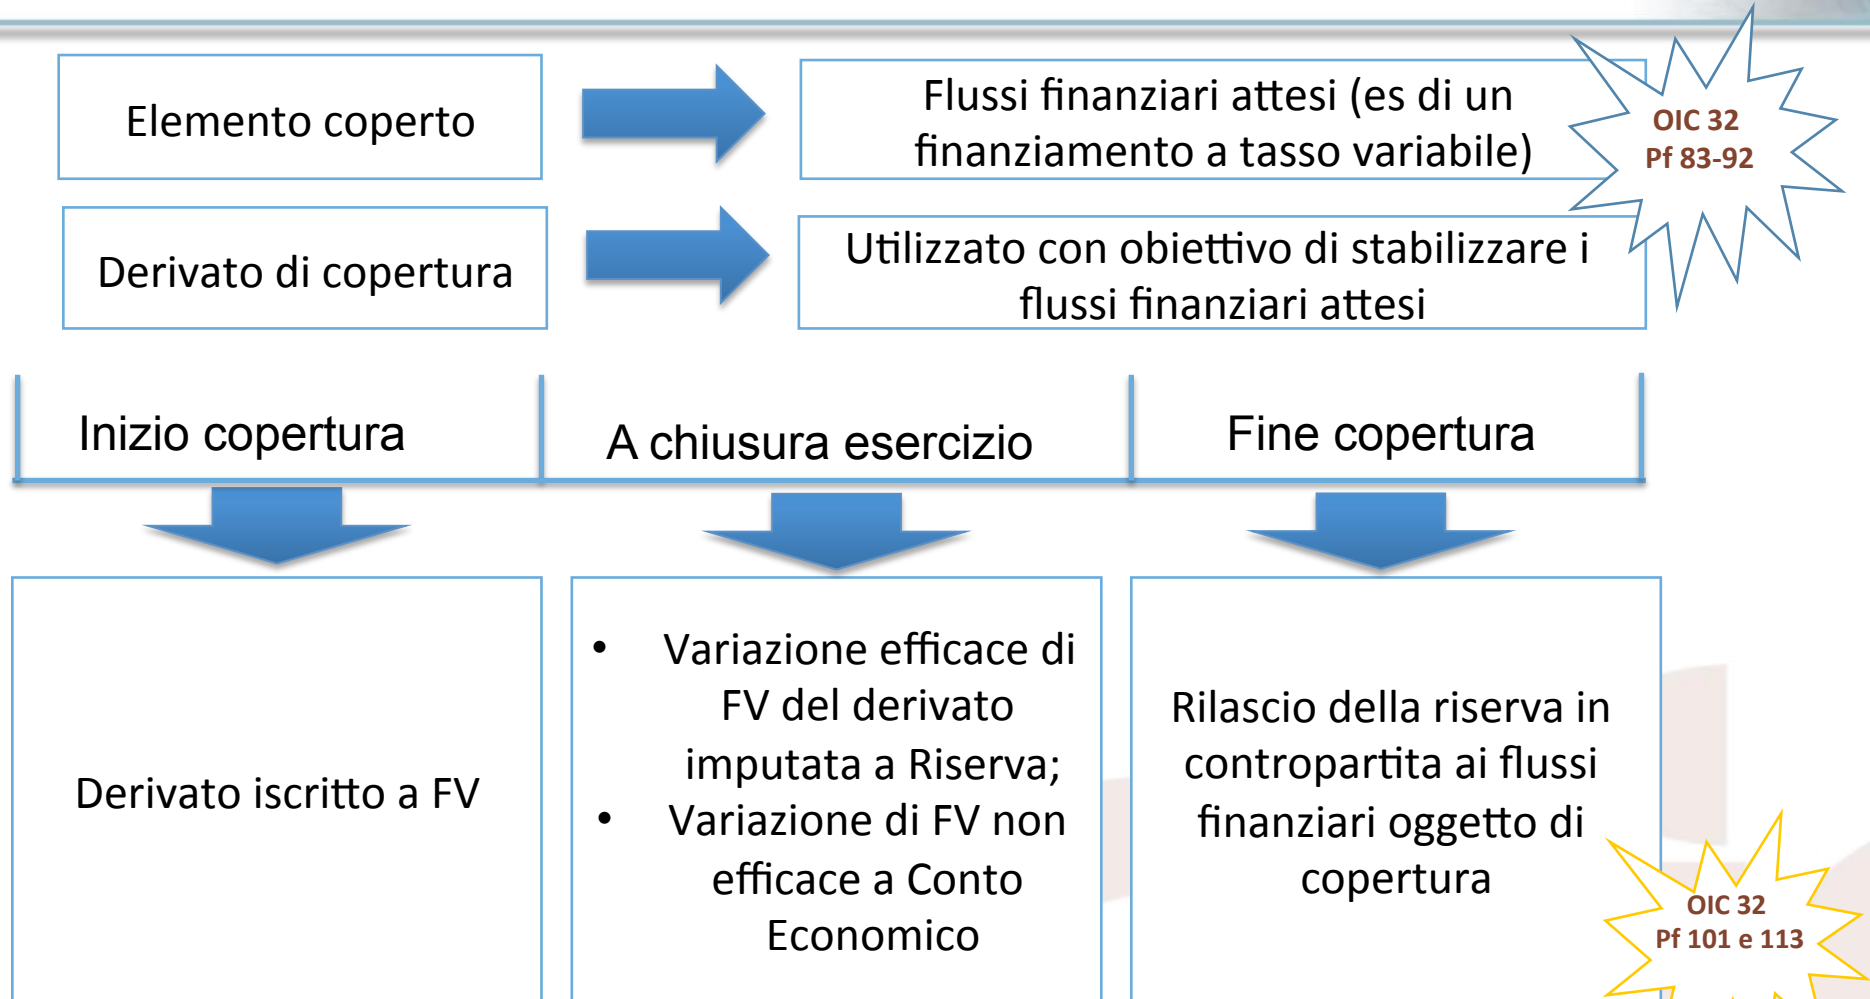 Elemento coperto
Flussi finanziari attesi (es di un
finanziamento a tasso variabile)
OIC 32
Pf 83-92
Derivato di copertura
Utilizzato con obiettivo di stabilizzare i
flussi finanziari attesi
Inizio copertura
A chiusura esercizio
Fine copertura
Derivato iscritto a FV
• Variazione efficace di
FV del derivato
imputata a Riserva;
• Variazione di FV non
efficace a Conto
Economico
Rilascio della riserva in
contropartita ai flussi
finanziari oggetto di
copertura
OIC 32
Pf 101 e 113